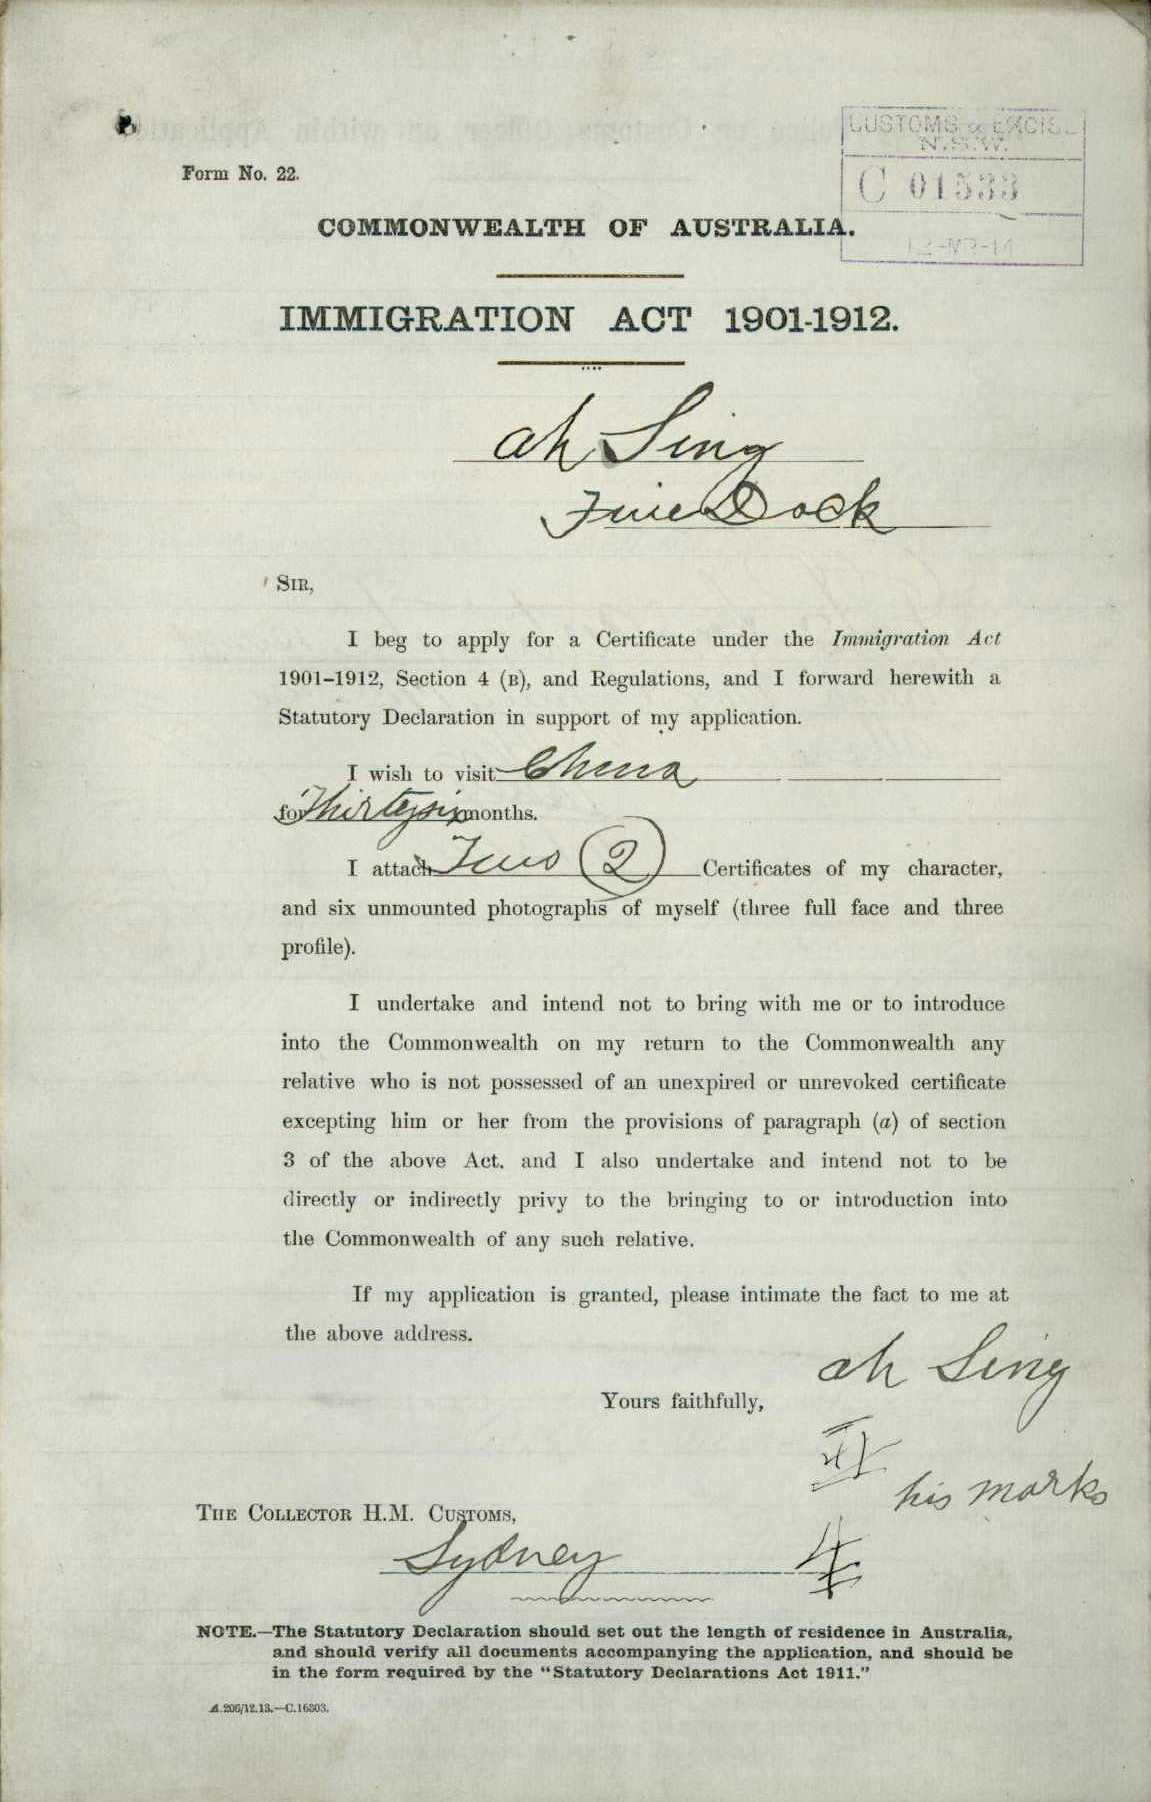 CUSTOMS & EXCISE
N.S.W.
C 01533
12-MR-14
Form No. 22.
COMMONWEALTH OF AUSTRALIA.
IMMIGRATION ACT 1901-1912.
Ah Sing
Five Dock
SIR,
I beg to apply for a Certificate under the Immigration Act
1901–1912, Section 4 (B), and Regulations, and I forward herewith a
Statutory Declaration in support of my application.
I wish to visit China
for Thirtysix months.
I attach Two (2) Certificates of my character,
and six unmounted photographs of myself (three full face and three
profile).
I undertake and intend not to bring with me or to introduce
into the Commonwealth on my return to the Commonwealth any
relative who is not possessed of an unexpired or unrevoked certificate
excepting him or her from the provisions of paragraph (a) of section
3 of the above Act, and I also undertake and intend not to be
directly or indirectly privy to the bringing to or introduction into
the Commonwealth of any such relative.
If my application is granted, please intimate the fact to me at
the above address.
Ah Sing
Yours faithfully,
his marks
THE COLLECTOR H.M. CUSTOMS,
Sydney
NOTE.—The Statutory Declaration should set out the length of residence in Australia,
and should verify all documents accompanying the application, and should be
in the form required by the "Statutory Declarations Act 1911."
A.206/12.13.—C.16303.